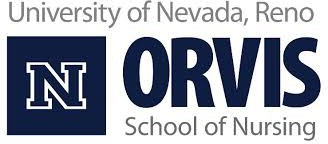 University of Nevada, Reno
N
ORVIS
School of Nursing